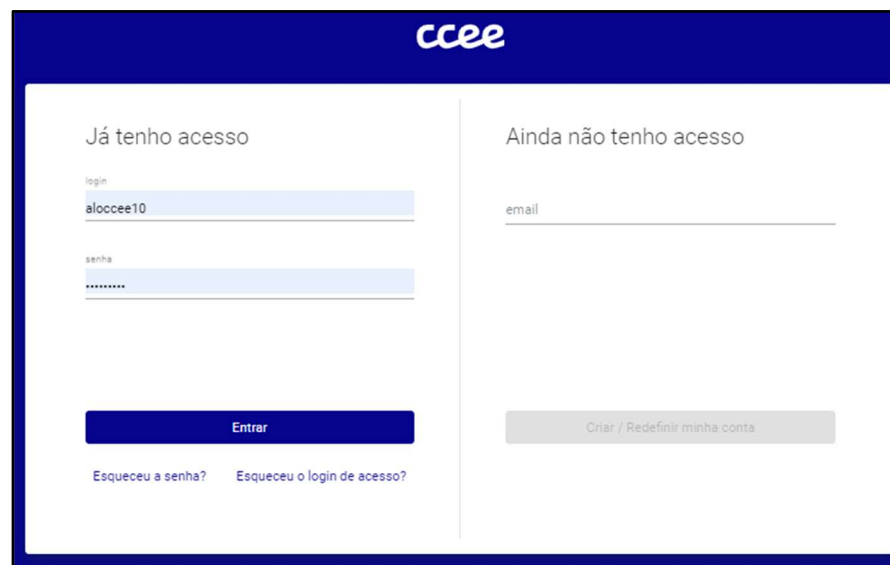 ccee
Já tenho acesso
login
aloccee10
senha
•••••••••
Entrar
Esqueceu a senha?
Esqueceu o login de acesso?
Ainda não tenho acesso
email
Criar / Redefinir minha conta